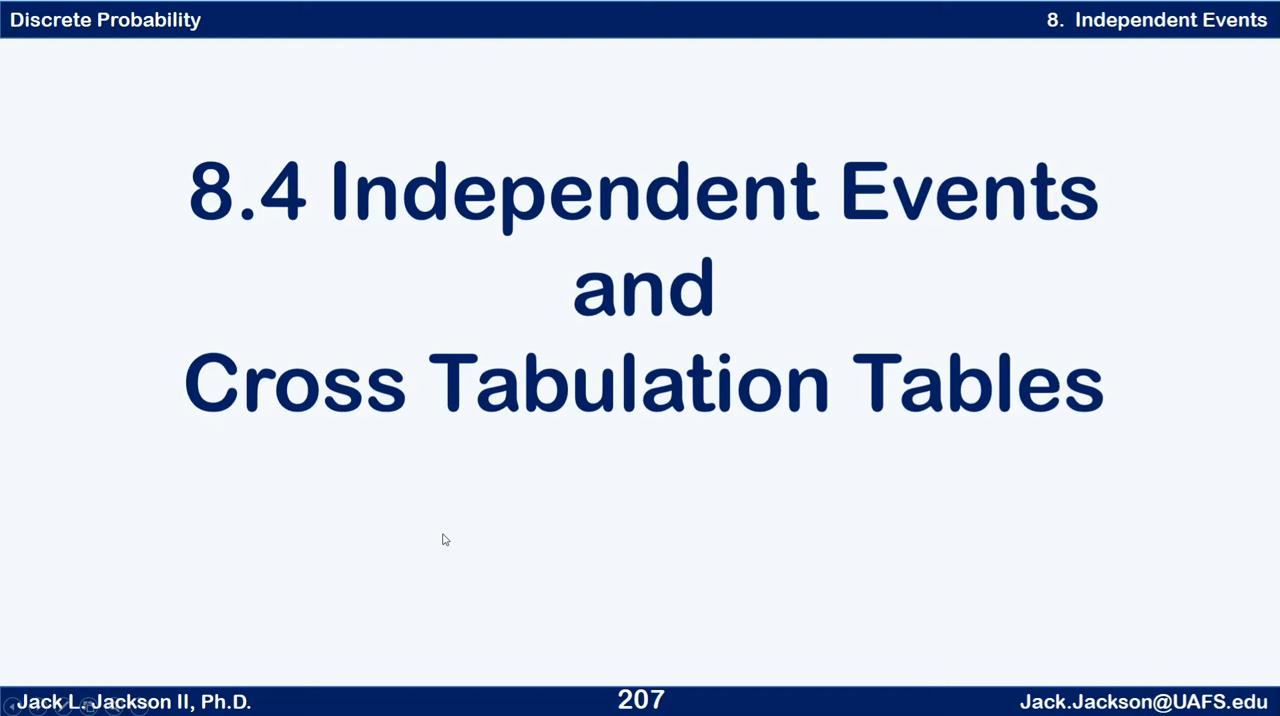 Discrete Probability
8. Independent Events
8.4 Independent Events
and
Cross Tabulation Tables
Jack L. Jackson II, Ph.D.
207
Jack.Jackson@UAFS.edu